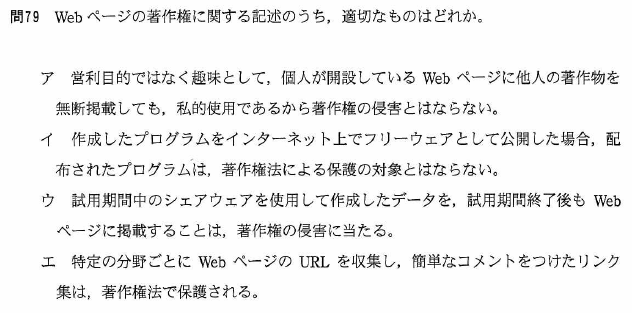 問79 Web ページの著作権に関する記述のうち，適切なものはどれか。
ア 営利目的ではなく趣味として，個人が開設している Web ページに他人の著作物を
無断掲載しても，私的使用であるから著作権の侵害とはならない。
イ 作成したプログラムをインターネット上でフリーウェアとして公開した場合，配
布されたプログラムは，著作権法による保護の対象とはならない。
ウ 試用期間中のシェアウェアを使用して作成したデータを，試用期間終了後も Web
ページに掲載することは，著作権の侵害に当たる。
エ 特定の分野ごとに Web ページの URL を収集し，簡単なコメントをつけたリンク
集は，著作権法で保護される。